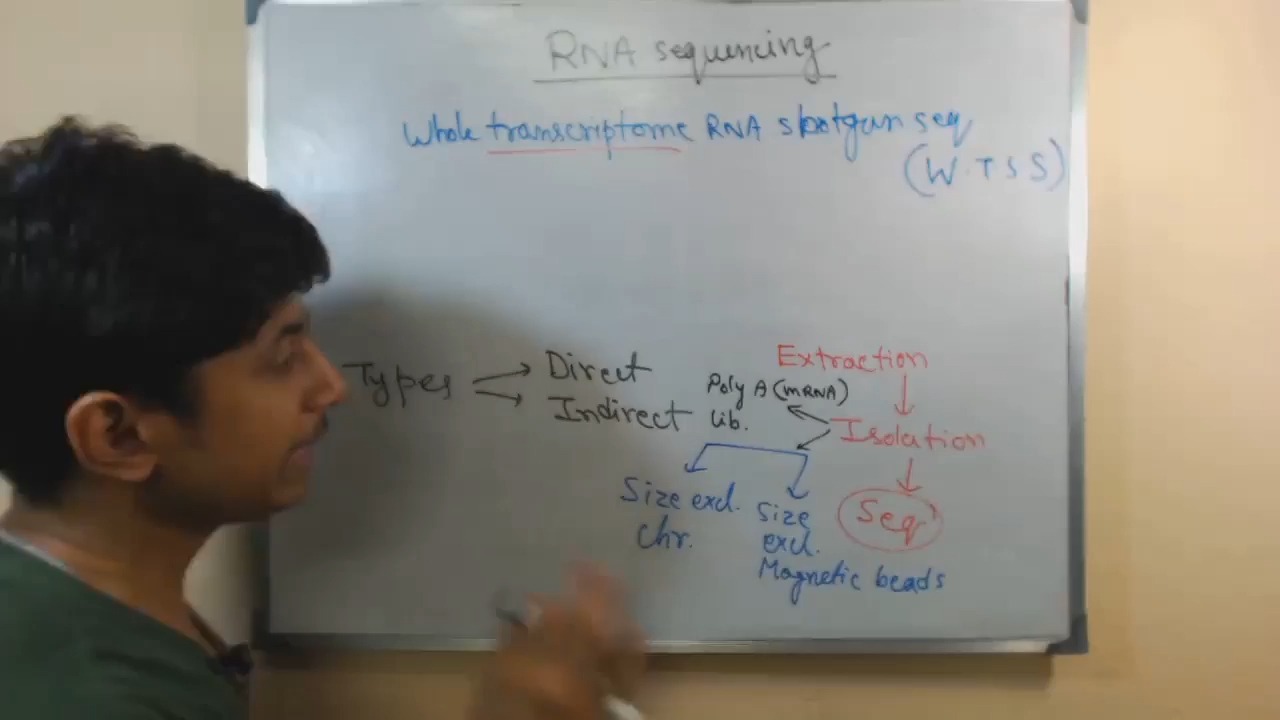 RNA sequencing
Whole transcriptome RNA shotgun seq
(W.TSS)
Types
Direct
Indirect
Extraction
Poly A (mRNA)
lib.
Isolation
Seq
Size excl.
Chr.
Size
excl.
Magnetic beads